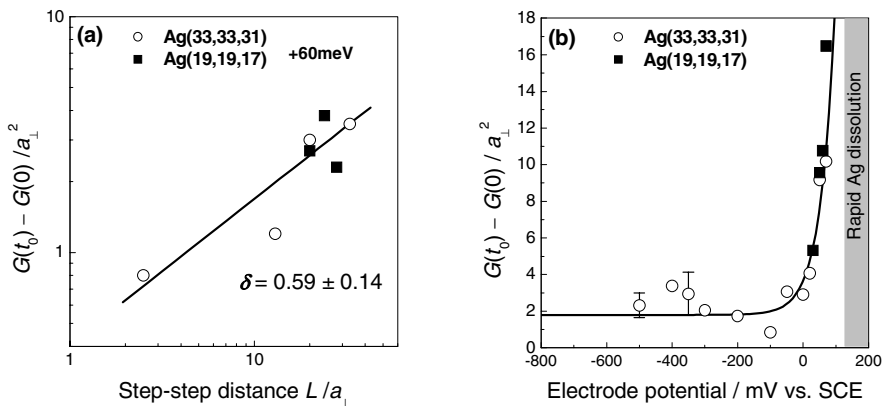 10
(a)
Ag(33,33,31)
Ag(19,19,17)
+60meV
G(t₀) – G(0) /a⊥²
1
δ = 0.59 ± 0.14
1
10
Step-step distance L /a⊥
18
16
14
12
10
8
6
4
2
0
(b)
Ag(33,33,31)
Ag(19,19,17)
G(t₀) – G(0) / a⊥²
Rapid Ag dissolution
-800 -600 -400 -200 0 200
Electrode potential / mV vs. SCE